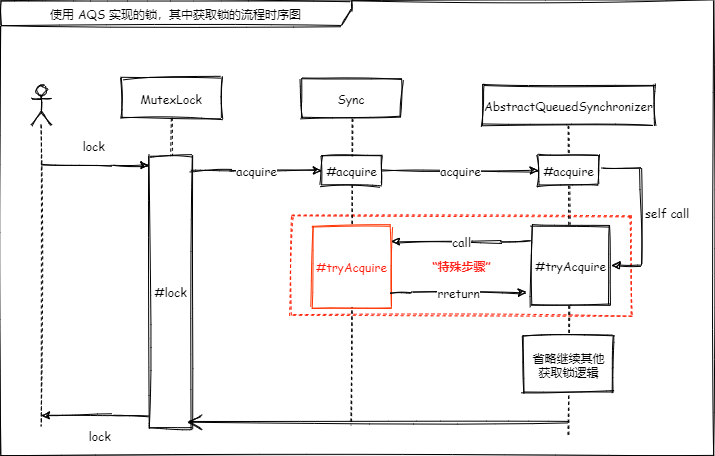 使用 AQS 实现的锁，其中获取锁的流程时序图
MutexLock
Sync
AbstractQueuedSynchronizer
lock
acquire
#acquire
acquire
#acquire
self call
call
#tryAcquire
"特殊步骤"
#tryAcquire
#lock
rreturn
省略继续其他
获取锁逻辑
lock